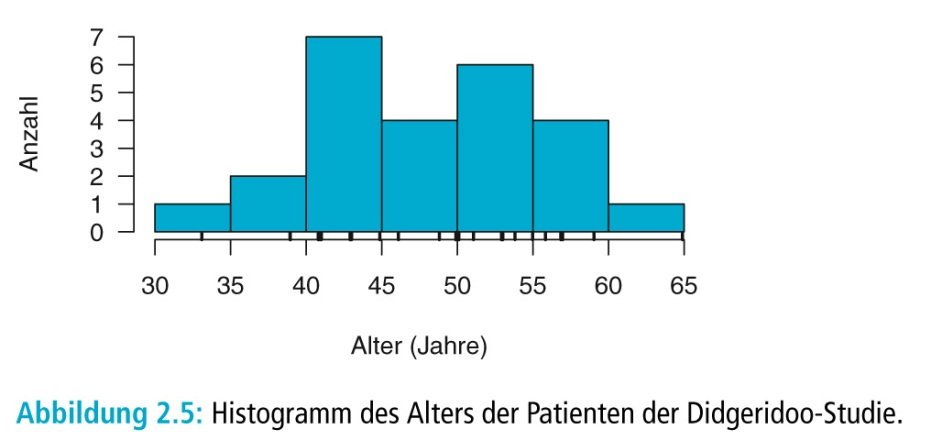 7
6
5
4
3
2
1
0
Anzahl
30 35 40 45 50 55 60 65
Alter (Jahre)
Abbildung 2.5: Histogramm des Alters der Patienten der Didgeridoo-Studie.